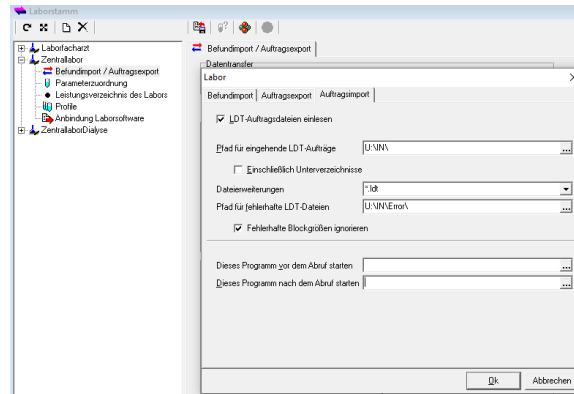 Laborstamm
Laborfacharzt
Zentrallabor
Befundimport / Auftragsexport
Parameterzuordnung
Leistungsverzeichnis des Labors
Profile
Anbindung Laborsoftware
ZentrallaborDialyse
Befundimport / Auftragsexport
Datentransfer
Labor
Befundimport Auftragsexport Auftragsimport
LDT-Auftragsdateien einlesen
Pfad für eingehende LDT-Aufträge U:\IN\ ...
Einschließlich Unterverzeichnisse
Dateierweiterungen *.ldt
Pfad für fehlerhafte LDT-Dateien U:\IN\Error\ ...
Fehlerhafte Blockgrößen ignorieren
Dieses Programm vor dem Abruf starten ...
Dieses Programm nach dem Abruf starten ...
Ok Abbrechen